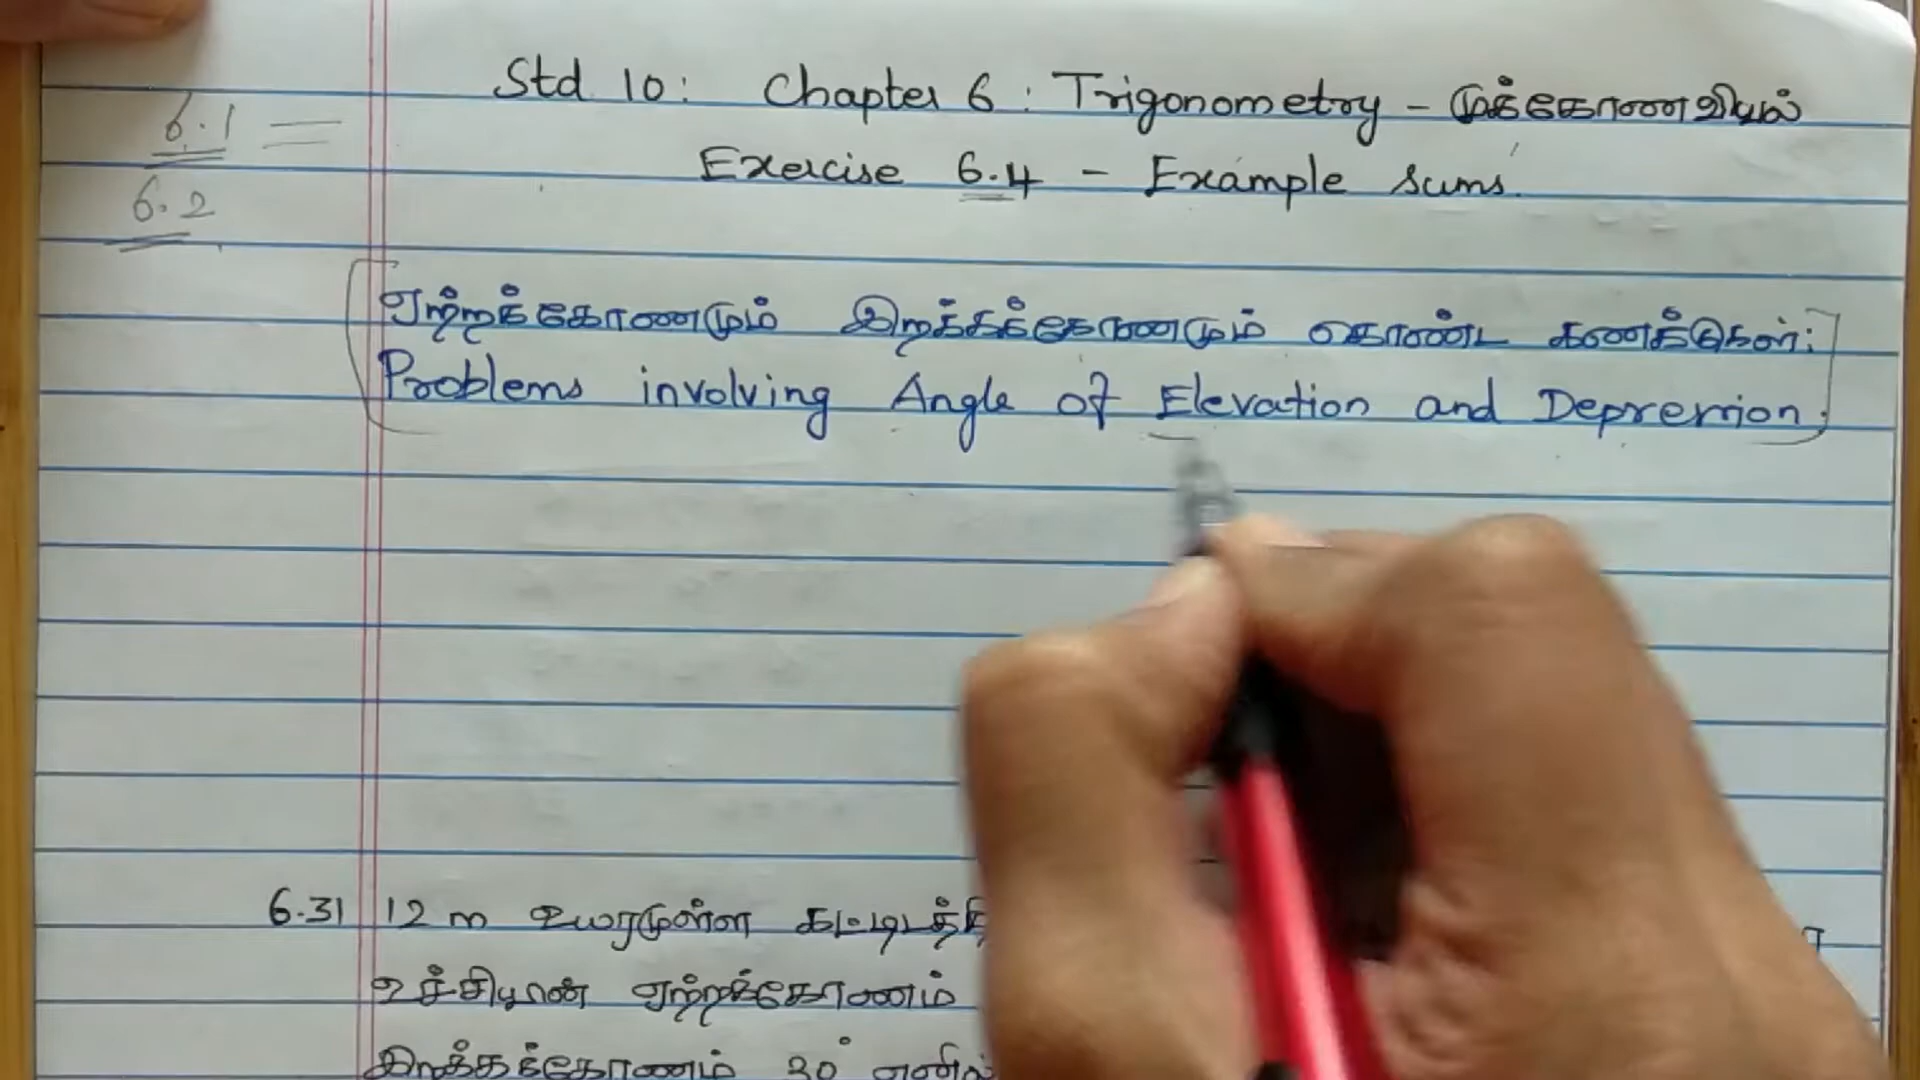 Std 10: Chapter 6 : Trigonometry - முக்கோணவியல்
6.1
Exercise 6.4 - Example sums.
6.2
ஏற்றக்கோணமும் இறக்கக்கோணமும் கொண்ட கணக்குகள்:
Problems involving Angle of Elevation and Depression.
6.31 12 m உயரமுள்ள
உச்சியின் ஏற்றக்கோணம்
இறக்கக்கோணம் 30° எனில்